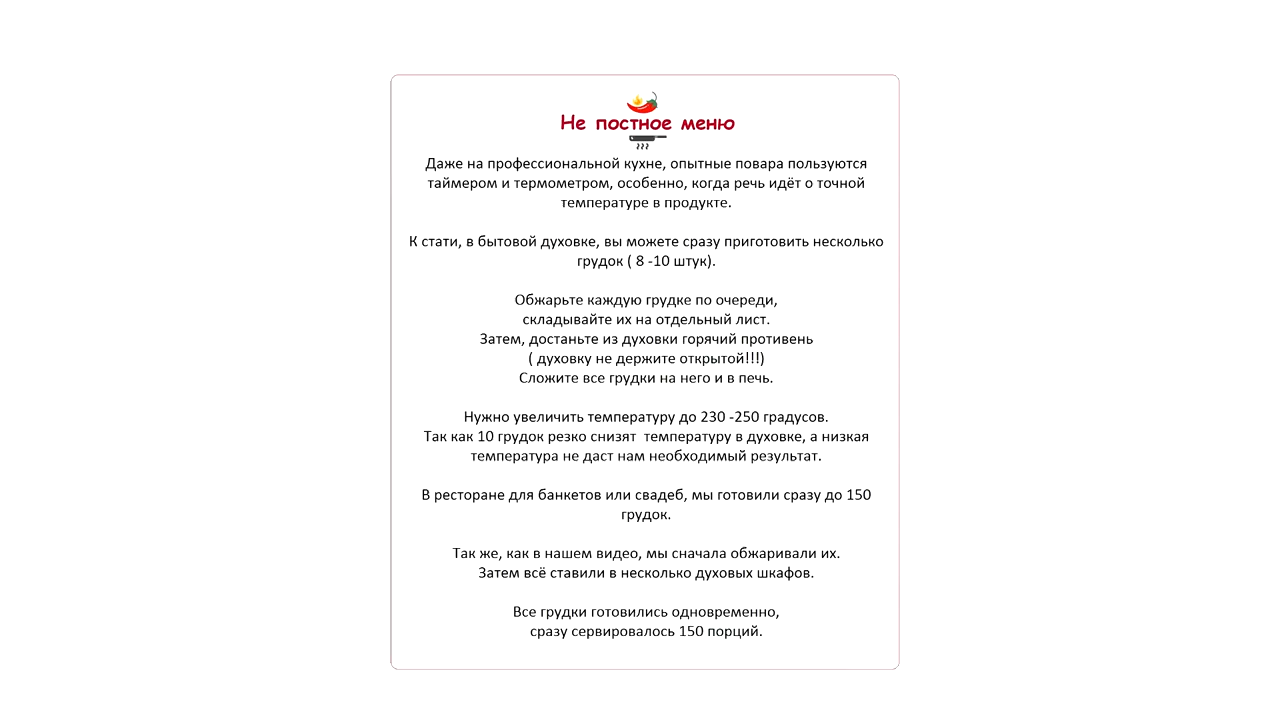 Не постное меню
Даже на профессиональной кухне, опытные повара пользуются
таймером и термометром, особенно, когда речь идёт о точной
температуре в продукте.
К стати, в бытовой духовке, вы можете сразу приготовить несколько
грудок ( 8 -10 штук).
Обжарьте каждую грудке по очереди,
складывайте их на отдельный лист.
Затем, достаньте из духовки горячий противень
( духовку не держите открытой!!!)
Сложите все грудки на него и в печь.
Нужно увеличить температуру до 230 -250 градусов.
Так как 10 грудок резко снизят  температуру в духовке, а низкая
температура не даст нам необходимый результат.
В ресторане для банкетов или свадеб, мы готовили сразу до 150
грудок.
Так же, как в нашем видео, мы сначала обжаривали их.
Затем всё ставили в несколько духовых шкафов.
Все грудки готовились одновременно,
сразу сервировалось 150 порций.